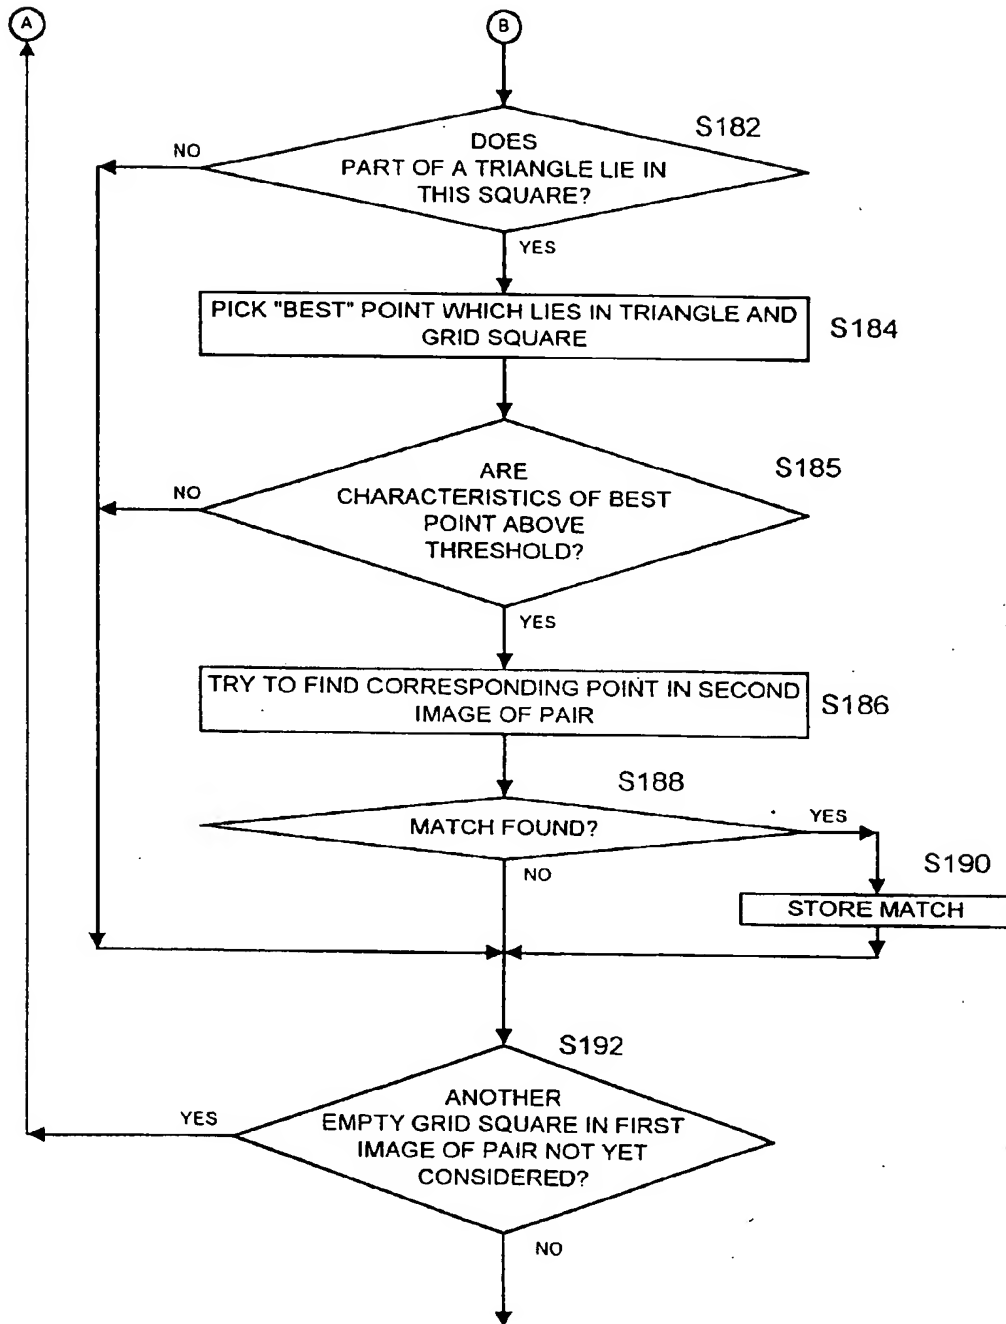 A
B
S182
NO
DOES
PART OF A TRIANGLE LIE IN
THIS SQUARE?
YES
PICK "BEST" POINT WHICH LIES IN TRIANGLE AND
GRID SQUARE
S184
S185
NO
ARE
CHARACTERISTICS OF BEST
POINT ABOVE
THRESHOLD?
YES
TRY TO FIND CORRESPONDING POINT IN SECOND
IMAGE OF PAIR
S186
S188
MATCH FOUND?
YES
NO
S190
STORE MATCH
S192
YES
ANOTHER
EMPTY GRID SQUARE IN FIRST
IMAGE OF PAIR NOT YET
CONSIDERED?
NO